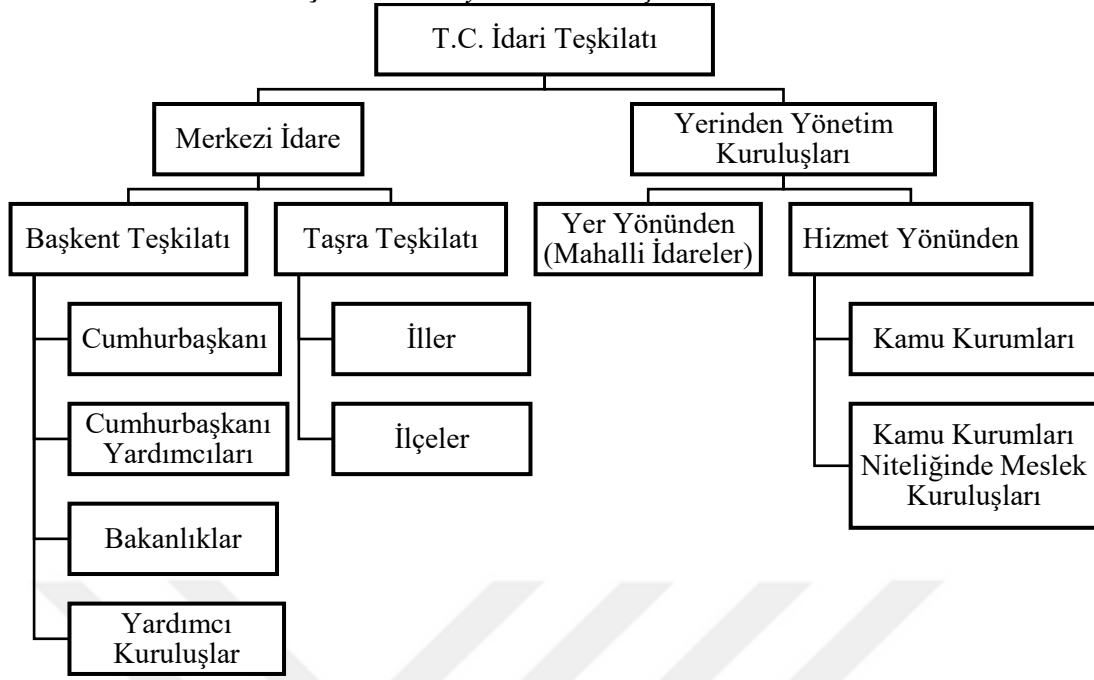 T.C. İdari Teşkilatı
Merkezi İdare
Yerinden Yönetim
Kuruluşları
Başkent Teşkilatı
Taşra Teşkilatı
Yer Yönünden
(Mahalli İdareler)
Hizmet Yönünden
Cumhurbaşkanı
Cumhurbaşkanı
Yardımcıları
Bakanlıklar
Yardımcı
Kuruluşlar
İller
İlçeler
Kamu Kurumları
Kamu Kurumları
Niteliğinde Meslek
Kuruluşları